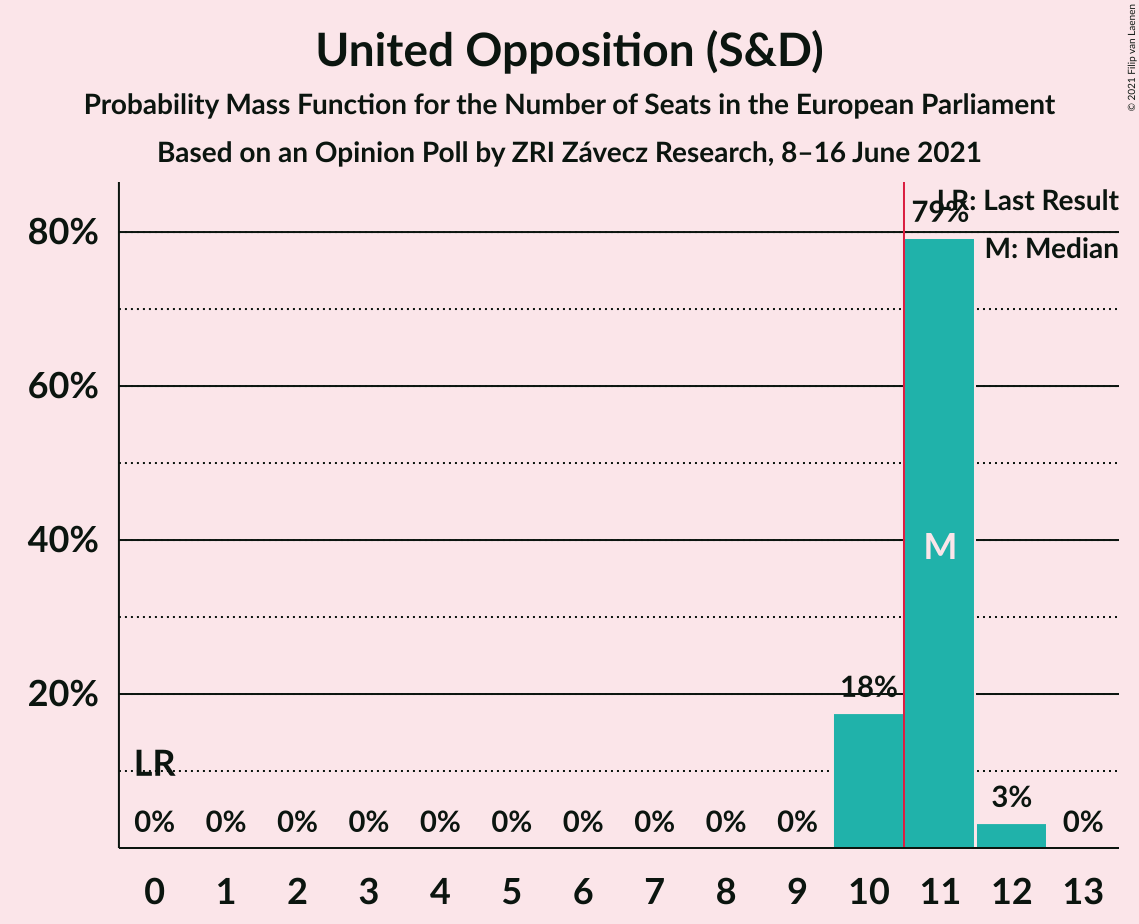 United Opposition (S&D)
Probability Mass Function for the Number of Seats in the European Parliament
Based on an Opinion Poll by ZRI Závecz Research, 8–16 June 2021
© 2021 Filip van Laenen
LR: Last Result
M: Median
80%
60%
40%
20%
79%
M
18%
LR
3%
0% 0% 0% 0% 0% 0% 0% 0% 0% 0% 0%
0 1 2 3 4 5 6 7 8 9 10 11 12 13